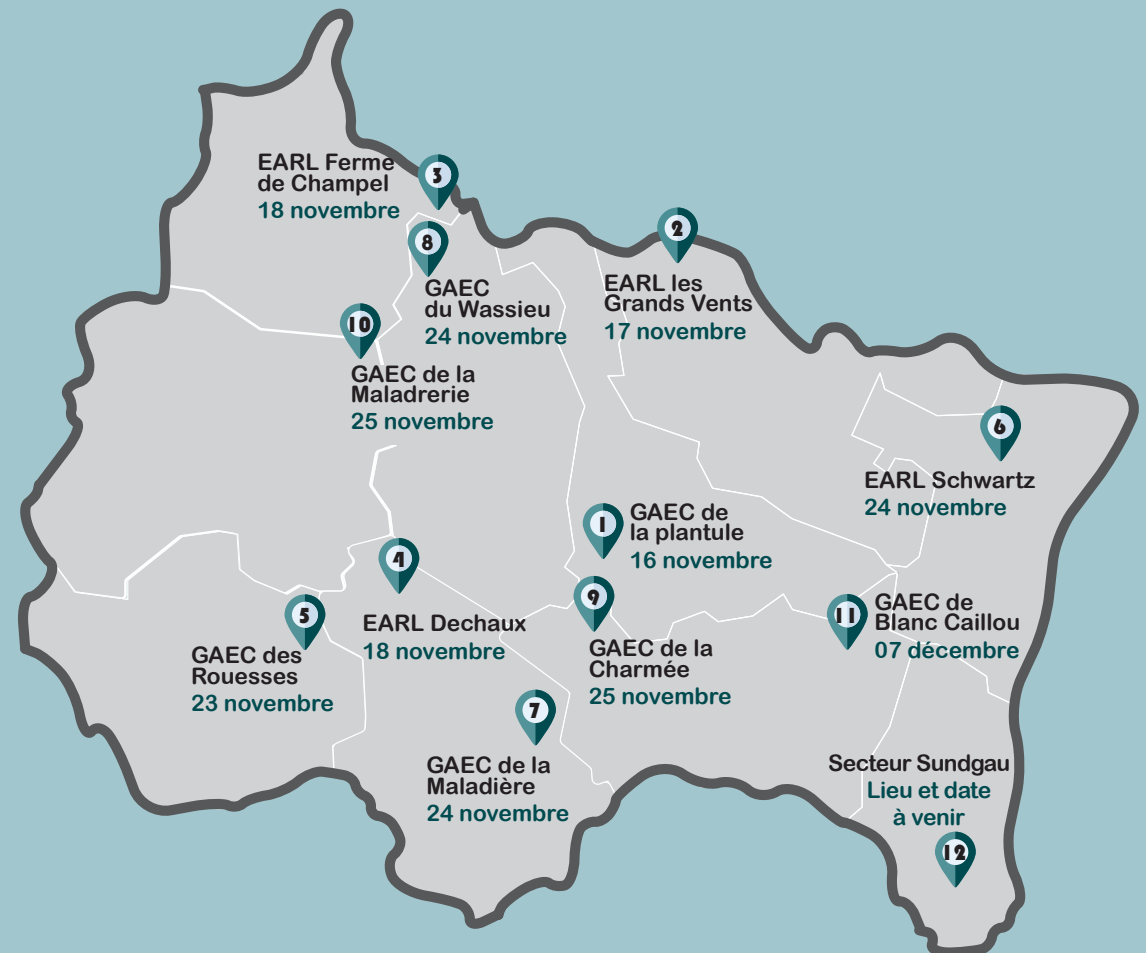 3
EARL Ferme
de Champel
18 novembre
2
EARL les
Grands Vents
17 novembre
8
GAEC
du Wassieu
24 novembre
10
GAEC de la
Maladrerie
25 novembre
6
EARL Schwartz
24 novembre
1
GAEC de
la plantule
16 novembre
4
EARL Dechaux
18 novembre
9
GAEC de la
Charmée
25 novembre
11
GAEC de
Blanc Caillou
07 décembre
5
GAEC des
Rouesses
23 novembre
7
GAEC de la
Maladière
24 novembre
Secteur Sundgau
Lieu et date
à venir
12